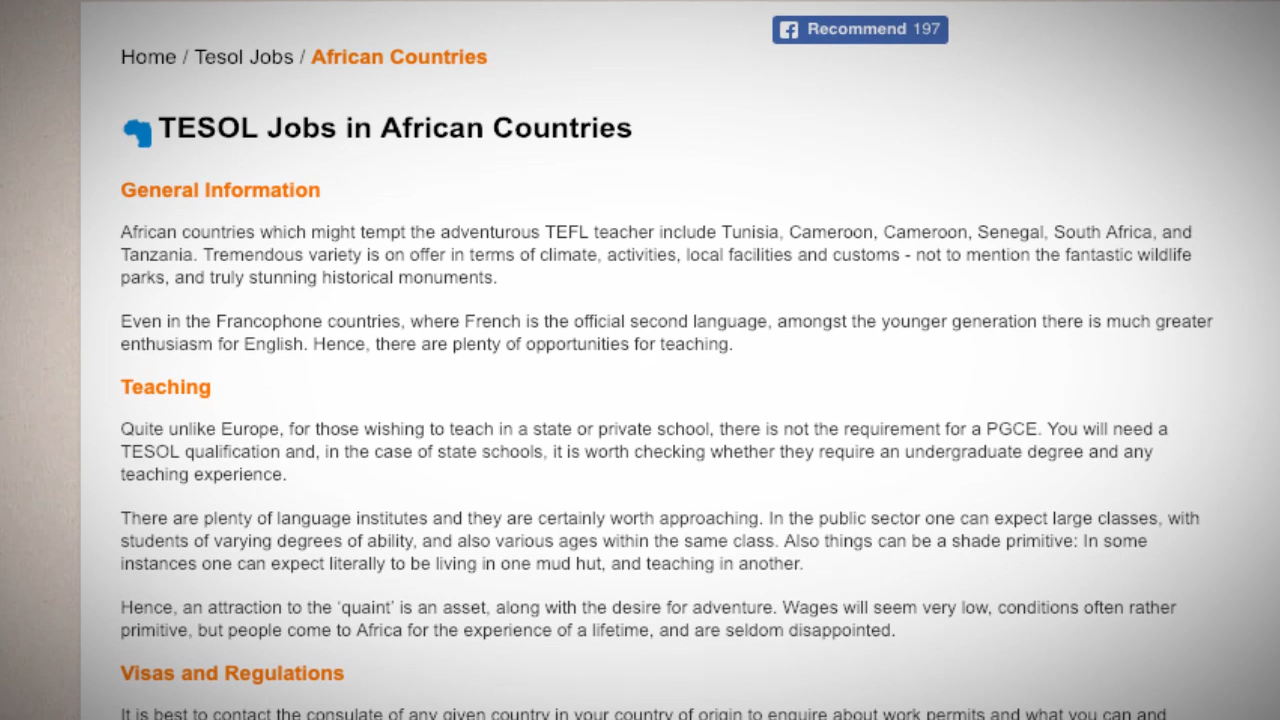 Recommend 197
Home / Tesol Jobs / African Countries
TESOL Jobs in African Countries
General Information
African countries which might tempt the adventurous TEFL teacher include Tunisia, Cameroon, Cameroon, Senegal, South Africa, and
Tanzania. Tremendous variety is on offer in terms of climate, activities, local facilities and customs - not to mention the fantastic wildlife
parks, and truly stunning historical monuments.
Even in the Francophone countries, where French is the official second language, amongst the younger generation there is much greater
enthusiasm for English. Hence, there are plenty of opportunities for teaching.
Teaching
Quite unlike Europe, for those wishing to teach in a state or private school, there is not the requirement for a PGCE. You will need a
TESOL qualification and, in the case of state schools, it is worth checking whether they require an undergraduate degree and any
teaching experience.
There are plenty of language institutes and they are certainly worth approaching. In the public sector one can expect large classes, with
students of varying degrees of ability, and also various ages within the same class. Also things can be a shade primitive: In some
instances one can expect literally to be living in one mud hut, and teaching in another.
Hence, an attraction to the ‘quaint’ is an asset, along with the desire for adventure. Wages will seem very low, conditions often rather
primitive, but people come to Africa for the experience of a lifetime, and are seldom disappointed.
Visas and Regulations
It is best to contact the consulate of any given country in your country of origin to enquire about work permits and what you can and